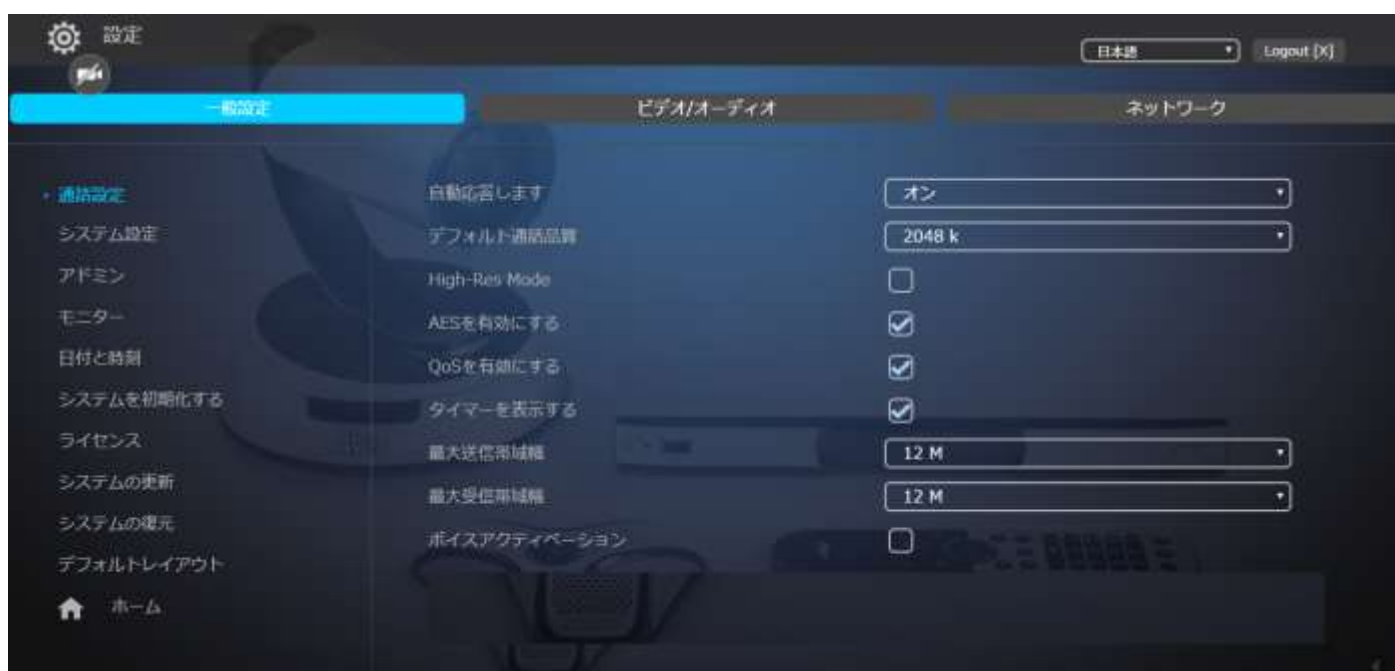 設定
日本語
Logout [X]
一般設定
ビデオ/オーディオ
ネットワーク
通話設定
自動応答します
オン
システム設定
デフォルト通話品質
2048 k
アドミン
High-Res Mode
モニター
AESを有効にする
日付と時刻
QoSを有効にする
システムを初期化する
タイマーを表示する
ライセンス
最大送信帯域幅
12 M
システムの更新
最大受信帯域幅
12 M
システムの復元
ボイスアクティベーション
デフォルトレイアウト
ホーム